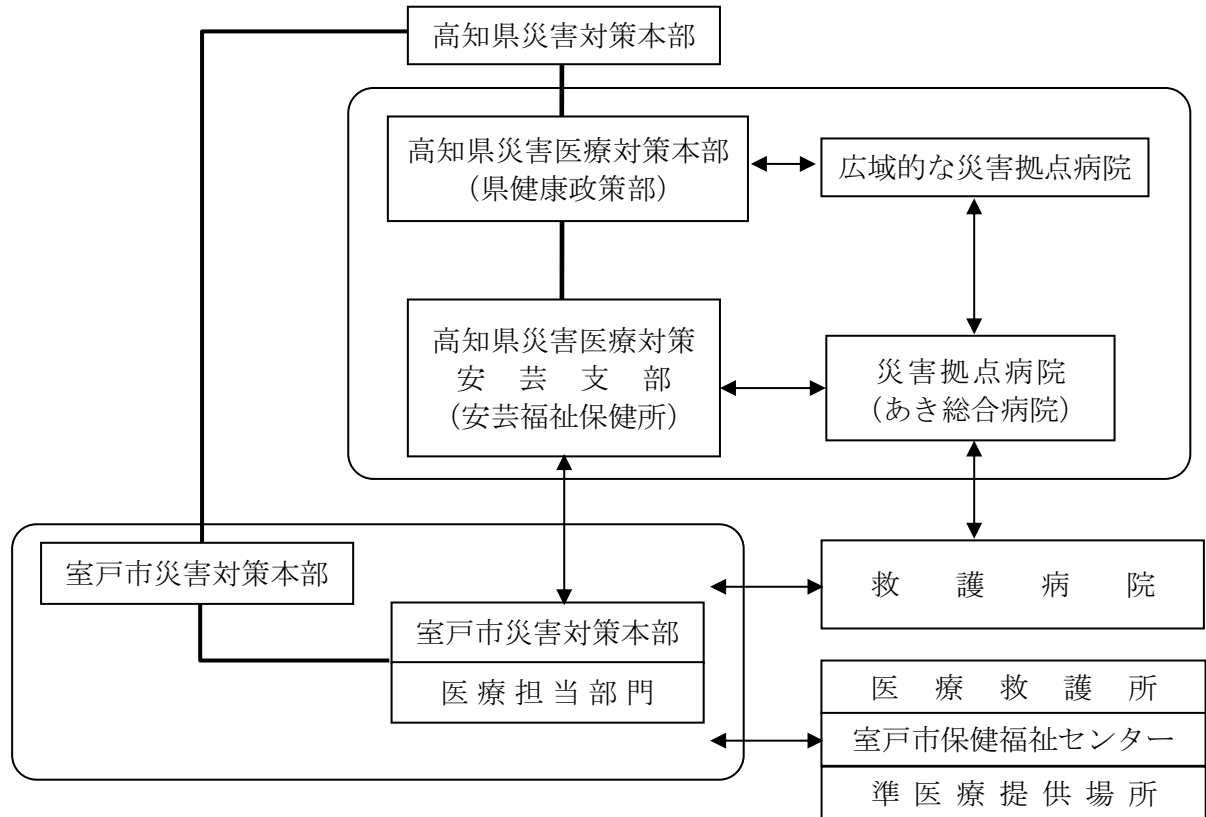 高知県災害対策本部
高知県災害医療対策本部
（県健康政策部）
広域的な災害拠点病院
高知県災害医療対策
安芸支部
（安芸福祉保健所）
災害拠点病院
（あき総合病院）
室戸市災害対策本部
救護病院
室戸市災害対策本部
医療担当部門
医療救護所
室戸市保健福祉センター
準医療提供場所